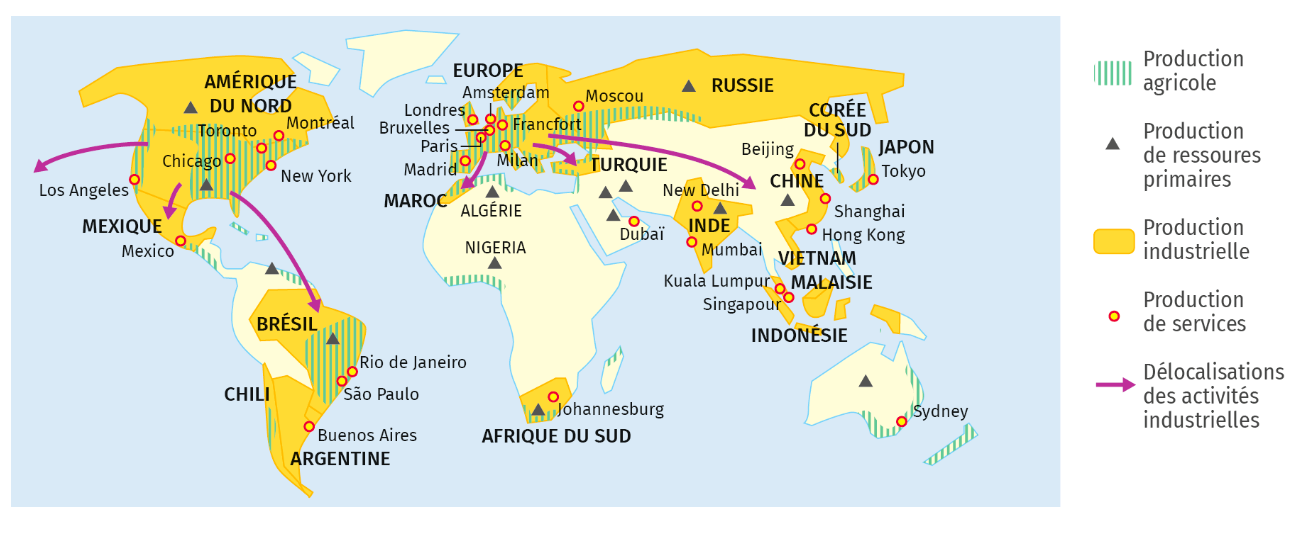 AMÉRIQUE
DU NORD
Toronto
Montréal
Chicago
New York
Los Angeles
MEXIQUE
Mexico
BRÉSIL
Rio de Janeiro
São Paulo
CHILI
Buenos Aires
ARGENTINE
EUROPE
Amsterdam
Londres
Bruxelles
Francfort
Paris
Milan
Madrid
MAROC
ALGÉRIE
NIGERIA
Moscou
RUSSIE
TURQUIE
Dubaï
Johannesburg
AFRIQUE DU SUD
New Delhi
INDE
Mumbai
CORÉE
DU SUD
JAPON
Tokyo
Beijing
CHINE
Shanghai
Hong Kong
VIETNAM
Kuala Lumpur
MALAISIE
Singapour
INDONÉSIE
Sydney
Production
agricole
Production
de ressources
primaires
Production
industrielle
Production
de services
Délocalisations
des activités
industrielles